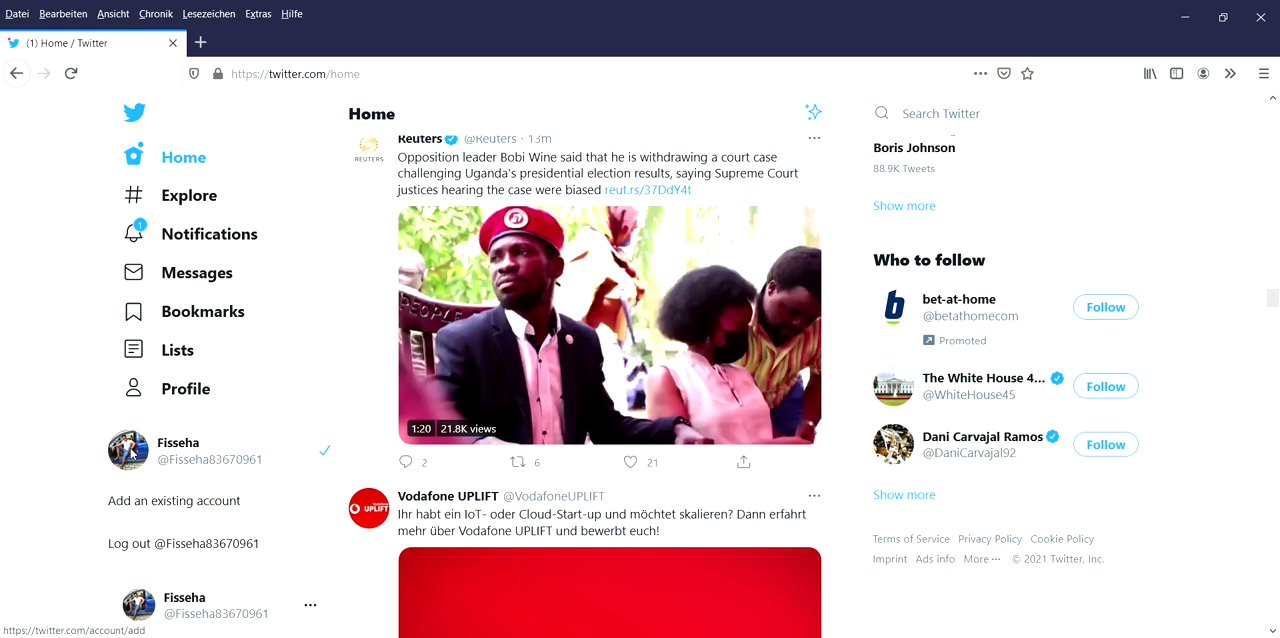 Datei Bearbeiten Ansicht Chronik Lesezeichen Extras Hilfe
(1) Home / Twitter
https://twitter.com/home
Home
Explore
1
Notifications
Messages
Bookmarks
Lists
Profile
Fisseha
@Fisseha83670961
Add an existing account
Log out @Fisseha83670961
Fisseha
@Fisseha83670961
https://twitter.com/account/add
Home
REUTERS
Reuters @Reuters · 13m
Opposition leader Bobi Wine said that he is withdrawing a court case
challenging Uganda's presidential election results, saying Supreme Court
justices hearing the case were biased reut.rs/37DdY4t
PEOPLE
1:20 21.8K views
2 6 21
Vodafone UPLIFT @VodafoneUPLIFT
UPLIFT
Ihr habt ein IoT- oder Cloud-Start-up und möchtet skalieren? Dann erfahrt
mehr über Vodafone UPLIFT und bewerbt euch!
Search Twitter
Boris Johnson
88.9K Tweets
Show more
Who to follow
b
bet-at-home
@betathomecom
Promoted
Follow
The White House 4...
@WhiteHouse45
Follow
Dani Carvajal Ramos
@DaniCarvajal92
Follow
Show more
Terms of Service Privacy Policy Cookie Policy
Imprint Ads info More ··· © 2021 Twitter, Inc.